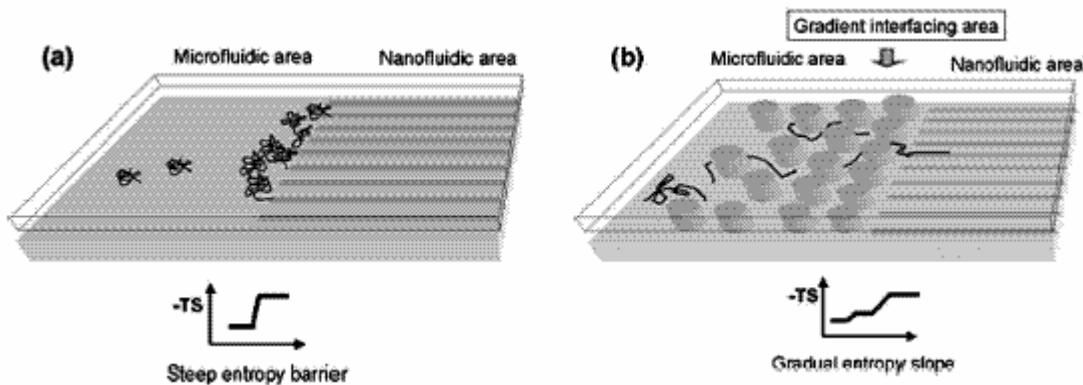 (a)
Microfluidic area
Nanofluidic area
-TS
Steep entropy barrier
(b)
Gradient interfacing area
Microfluidic area
Nanofluidic area
-TS
Gradual entropy slope